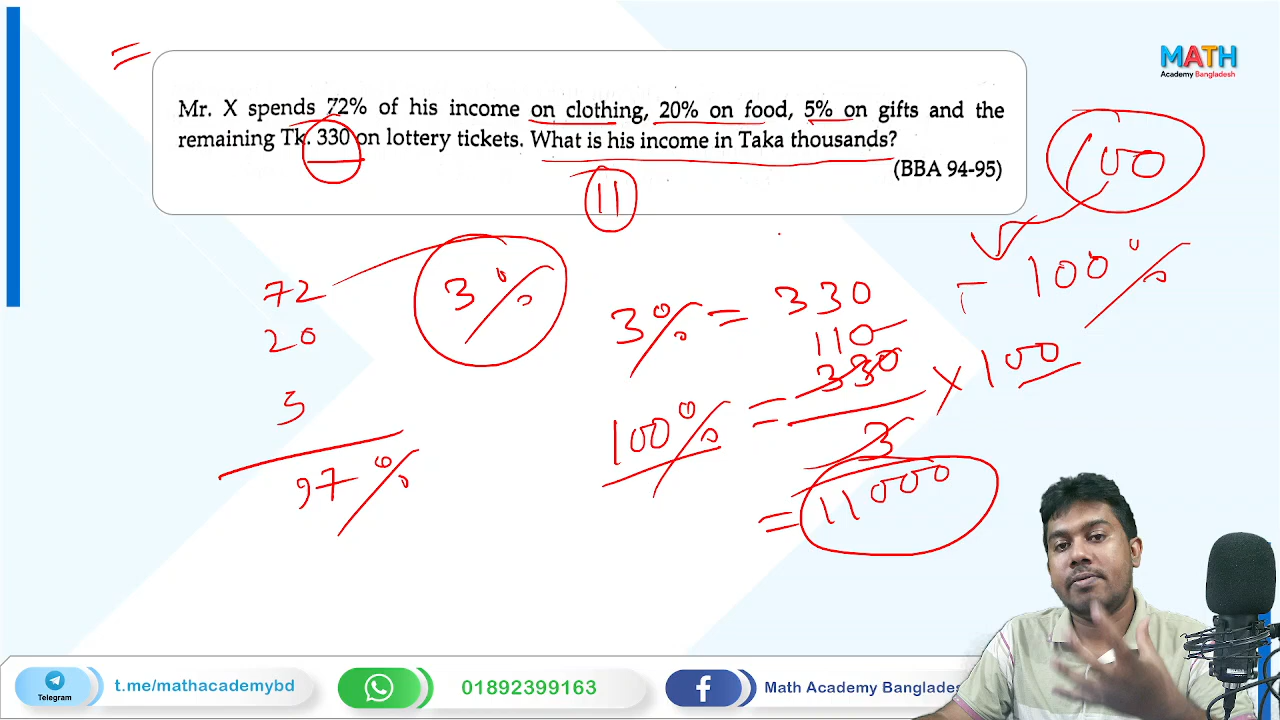 =
MATH
Academy Bangladesh
Mr. X spends 72% of his income on clothing, 20% on food, 5% on gifts and the
remaining Tk. 330 on lottery tickets. What is his income in Taka thousands?
(BBA 94-95)
11
100
72
20
5
97%
3%
3% = 330
110
100% = 330 × 100
3
= 11000
100%
Telegram
t.me/mathacademybd
01892399163
Math Academy Banglade